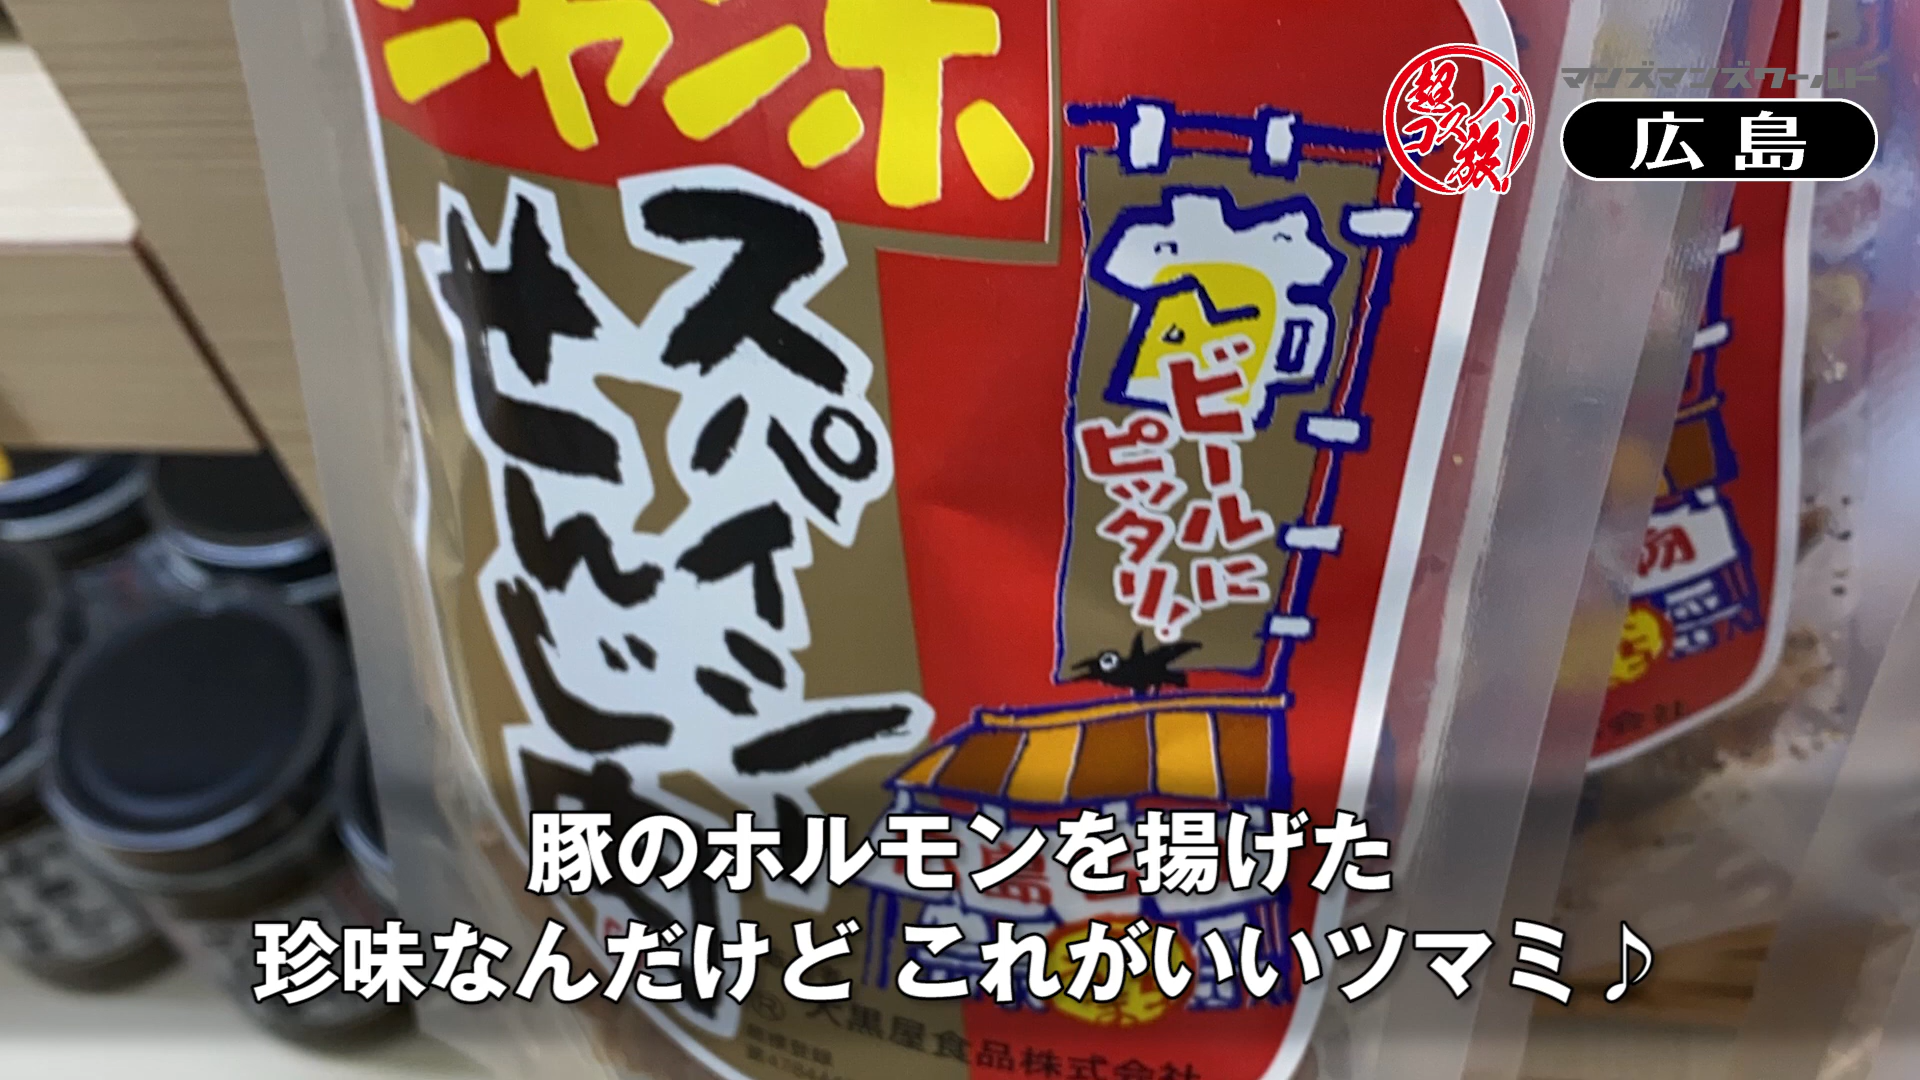 ジャンボ
スパイシー
せんじ肉
ビールに
ピッタリ!
超コスパ旅!
マンズマンズワールド
広島
豚のホルモンを揚げた
珍味なんだけど これがいいツマミ♪
大黒屋食品株式会社